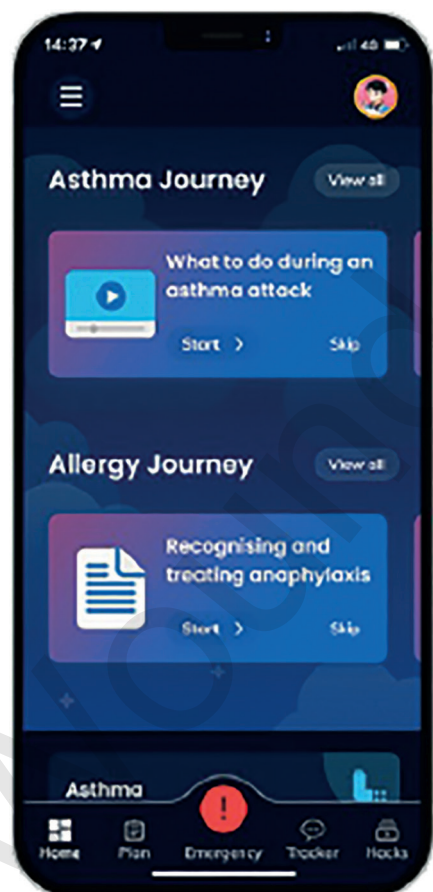 14:37
4G
Asthma Journey
View all
What to do during an
asthma attack
Start >
Skip
Allergy Journey
View all
Recognising and
treating anaphylaxis
Start >
Skip
Asthma
!
Home
Plan
Emergency
Tracker
Hacks